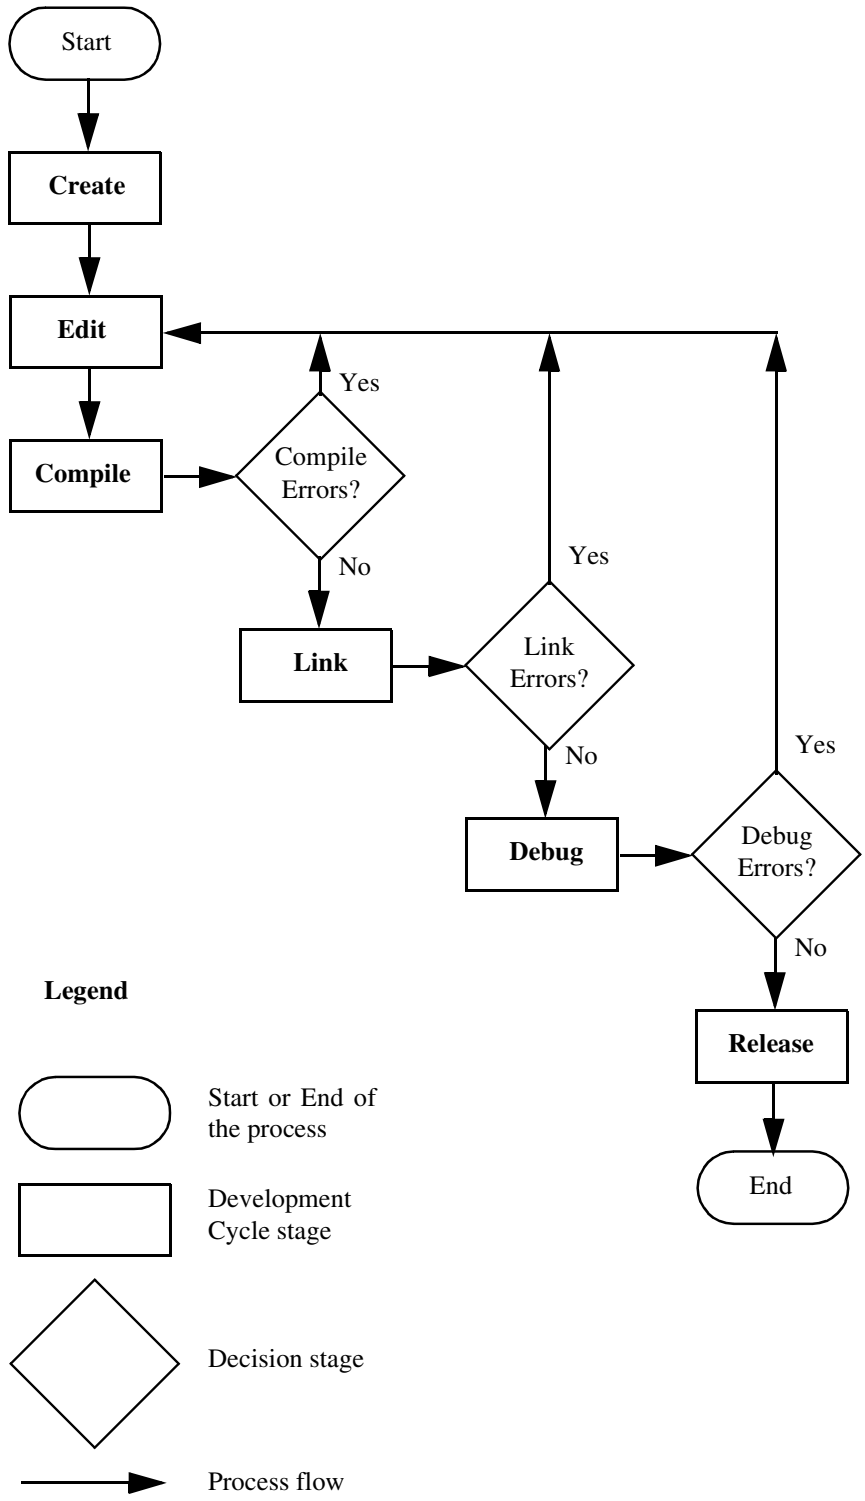 Start
Create
Edit
Yes
Compile
Compile
Errors?
No
Yes
Link
Link
Errors?
No
Yes
Debug
Debug
Errors?
No
Release
End
Legend
Start or End of
the process
Development
Cycle stage
Decision stage
Process flow